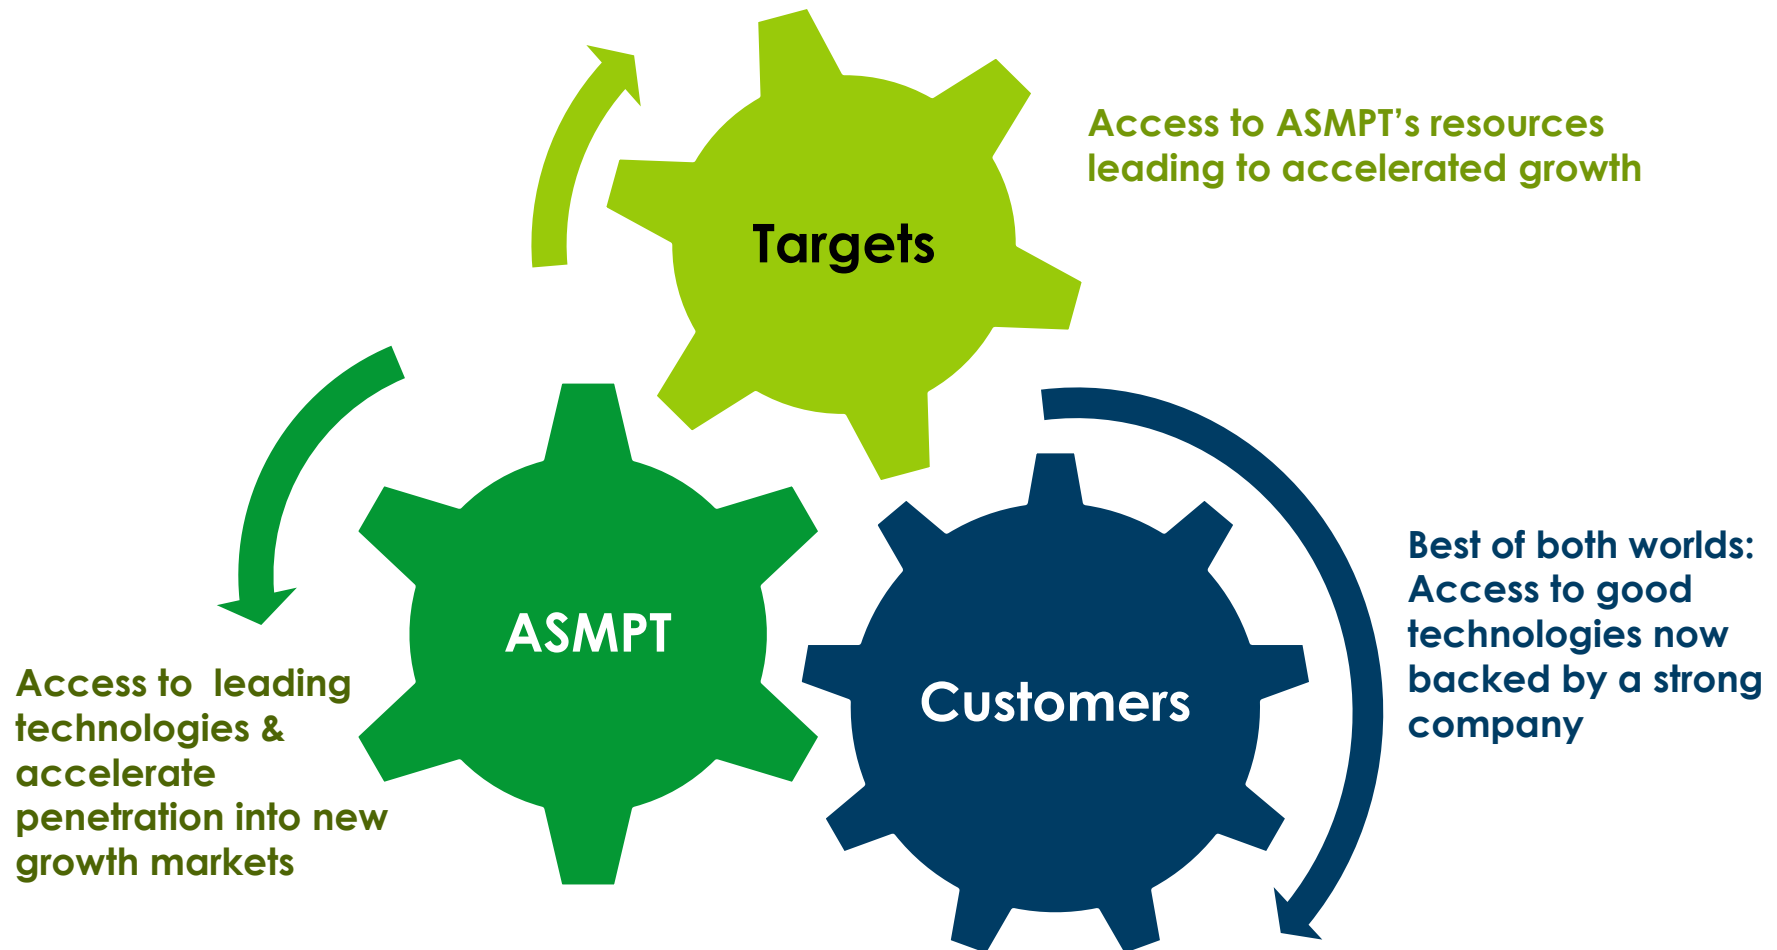 Access to ASMPT’s resources
leading to accelerated growth
Targets
ASMPT
Access to  leading
technologies &
accelerate
penetration into new
growth markets
Customers
Best of both worlds:
Access to good
technologies now
backed by a strong
company